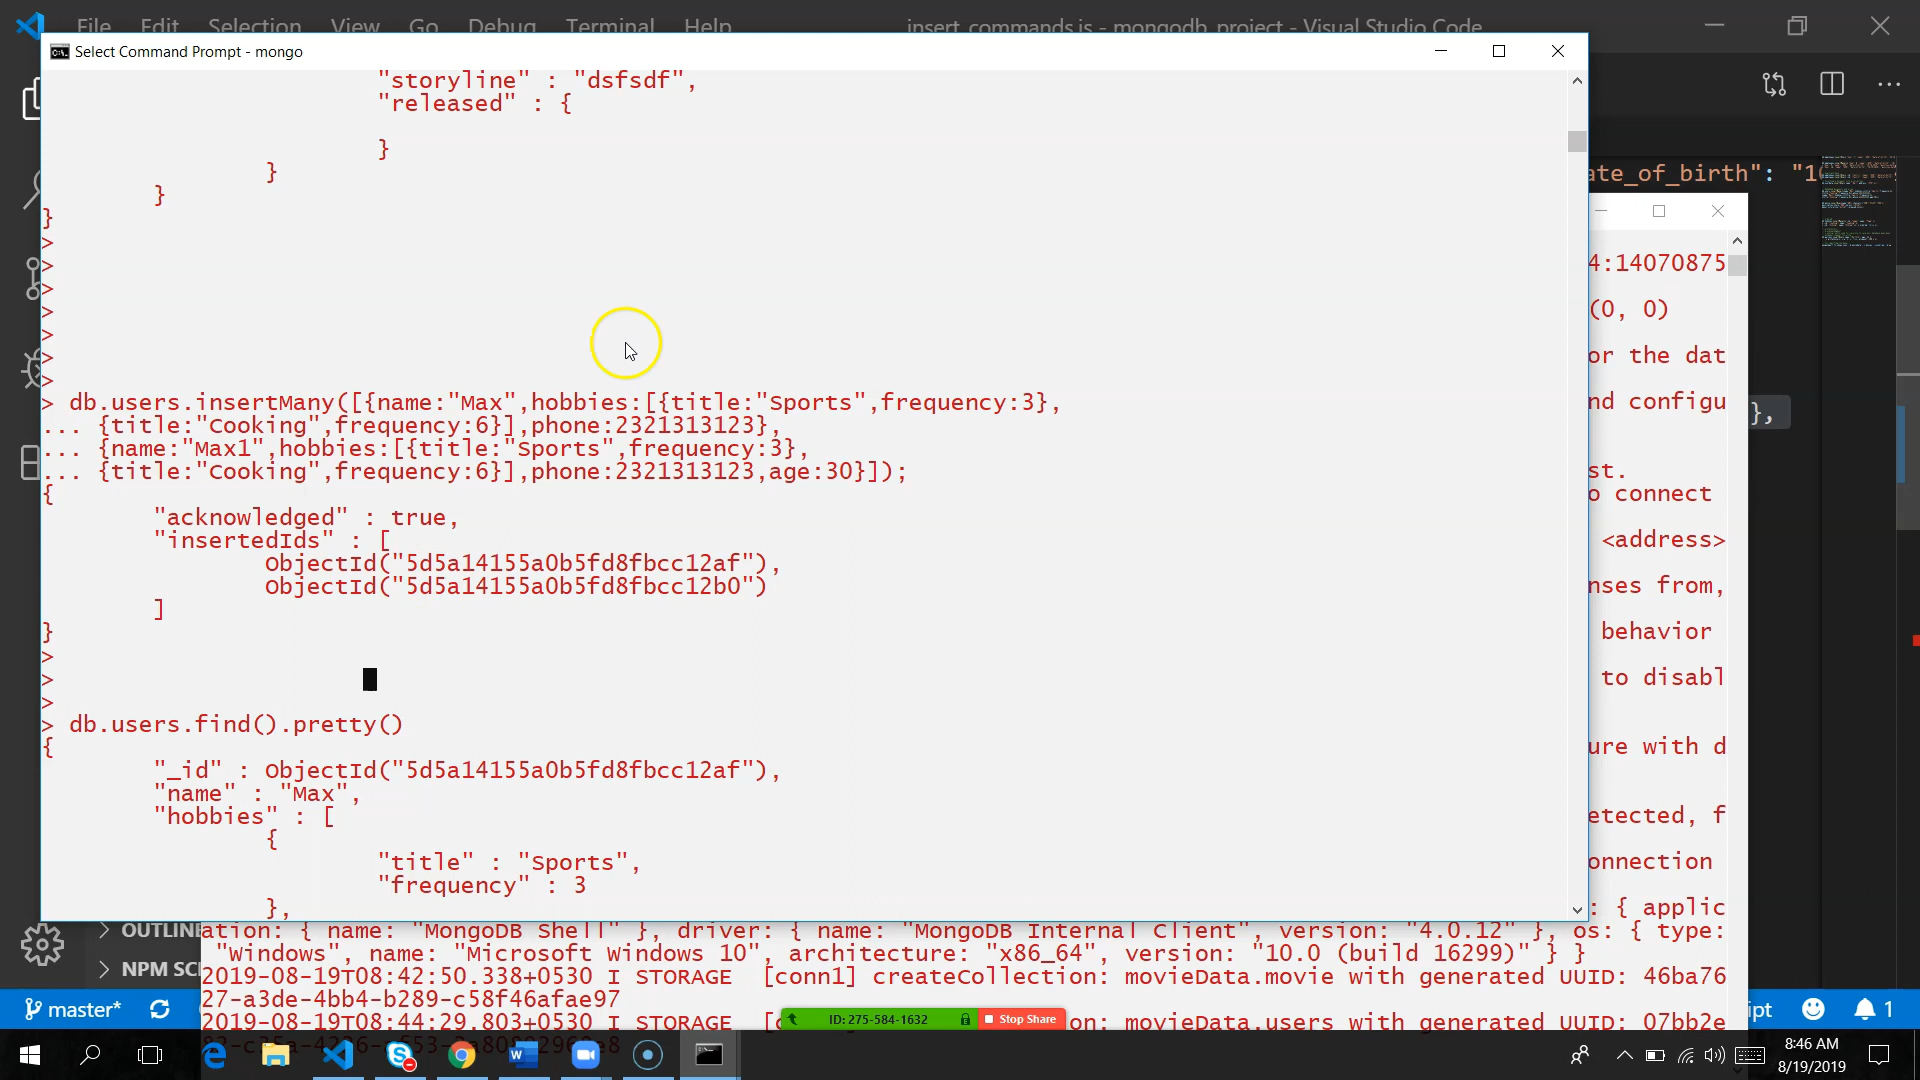 File Edit Selection View Go Debug Terminal Help insert_commands.js - mongodb_project - Visual Studio Code
Select Command Prompt - mongo
"storyline" : "dsfsdf",
"released" : {
}
}
}
}
>
>
>
>
>
>
>
> db.users.insertMany([{name:"Max",hobbies:[{title:"Sports",frequency:3},
... {title:"Cooking",frequency:6}],phone:2321313123},
... {name:"Max1",hobbies:[{title:"Sports",frequency:3},
... {title:"Cooking",frequency:6}],phone:2321313123,age:30}]);
{
"acknowledged" : true,
"insertedIds" : [
ObjectId("5d5a14155a0b5fd8fbcc12af"),
ObjectId("5d5a14155a0b5fd8fbcc12b0")
]
}
>
>
>
> db.users.find().pretty()
{
"_id" : ObjectId("5d5a14155a0b5fd8fbcc12af"),
"name" : "Max",
"hobbies" : [
{
"title" : "Sports",
"frequency" : 3
},
ate_of_birth": "1
4:14070875
(0, 0)
or the dat
nd configu
},
st.
o connect
<address>
nses from,
behavior
to disabl
ure with d
etected, f
onnection
: { applic
OUTLINE
NPM SC
ation: { name: "MongoDB Shell" }, driver: { name: "MongoDB Internal Client", version: "4.0.12" }, os: { type:
"Windows", name: "Microsoft Windows 10", architecture: "x86_64", version: "10.0 (build 16299)" } }
2019-08-19T08:42:50.338+0530 I STORAGE [conn1] createCollection: movieData.movie with generated UUID: 46ba76
27-a3de-4bb4-b289-c58f46afae97
2019-08-19T08:44:29.803+0530 I STORAGE [c on: movieData.users with generated UUID: 07bb2e
master*
ID: 275-584-1632 Stop Share
ipt
1
8:46 AM
8/19/2019